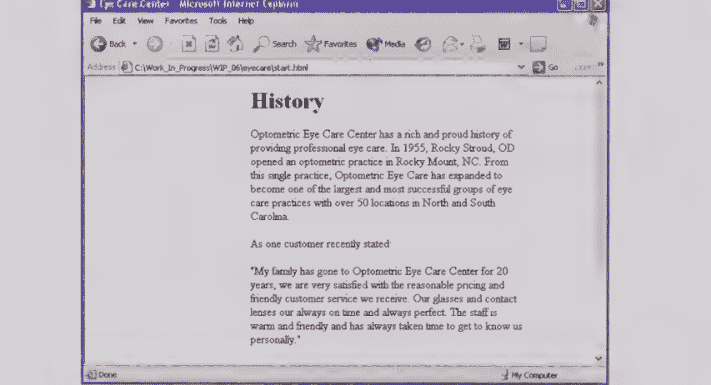 Eye Care Center - Microsoft Internet Explorer
File Edit View Favorites Tools Help
Back Search Favorites Media
Address C:\Work_In_Progress\WIP_06\eyecare\start.html Go
History
Optometric Eye Care Center has a rich and proud history of
providing professional eye care. In 1955, Rocky Stroud, OD
opened an optometric practice in Rocky Mount, NC. From
this single practice, Optometric Eye Care has expanded to
become one of the largest and most successful groups of eye
care practices with over 50 locations in North and South
Carolina.
As one customer recently stated:
"My family has gone to Optometric Eye Care Center for 20
years, we are very satisfied with the reasonable pricing and
friendly customer service we receive. Our glasses and contact
lenses our always on time and always perfect. The staff is
warm and friendly and has always taken time to get to know us
personally."
Done My Computer